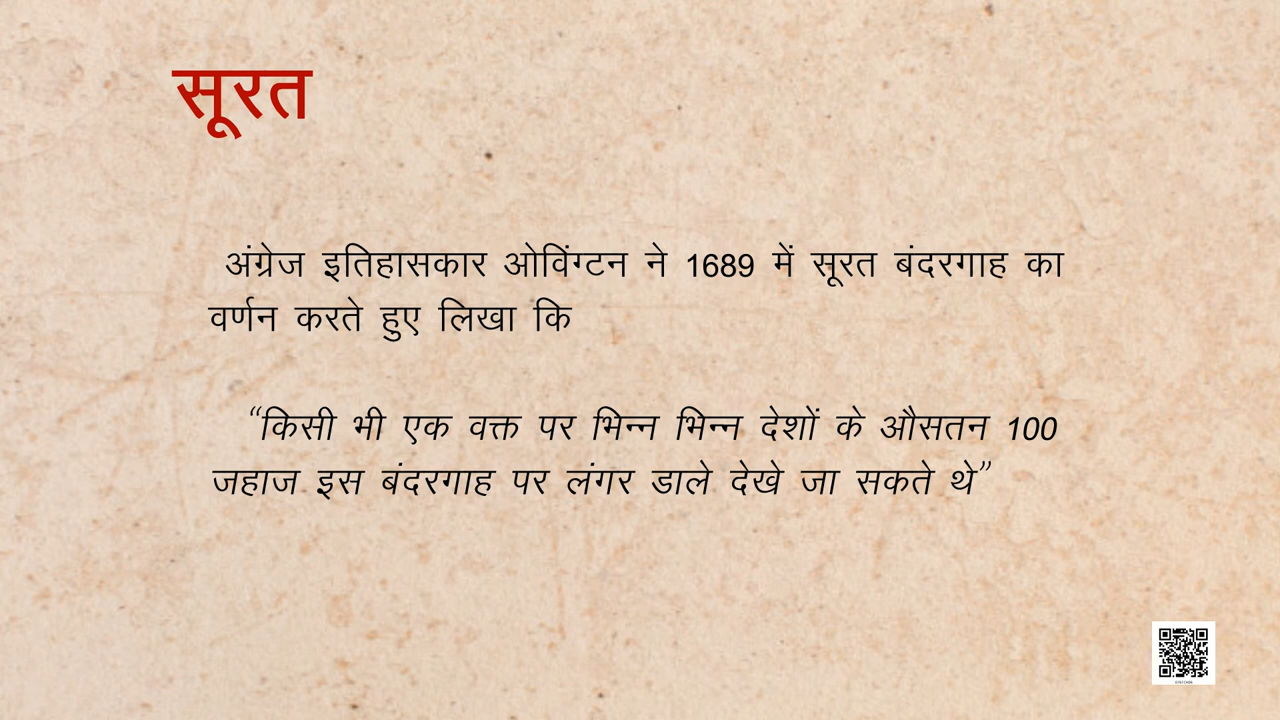 सूरत
अंग्रेज इतिहासकार ओविंग्टन ने 1689 में सूरत बंदरगाह का
वर्णन करते हुए लिखा कि
“किसी भी एक वक्त पर भिन्न भिन्न देशों के औसतन 100
जहाज इस बंदरगाह पर लंगर डाले देखे जा सकते थे”